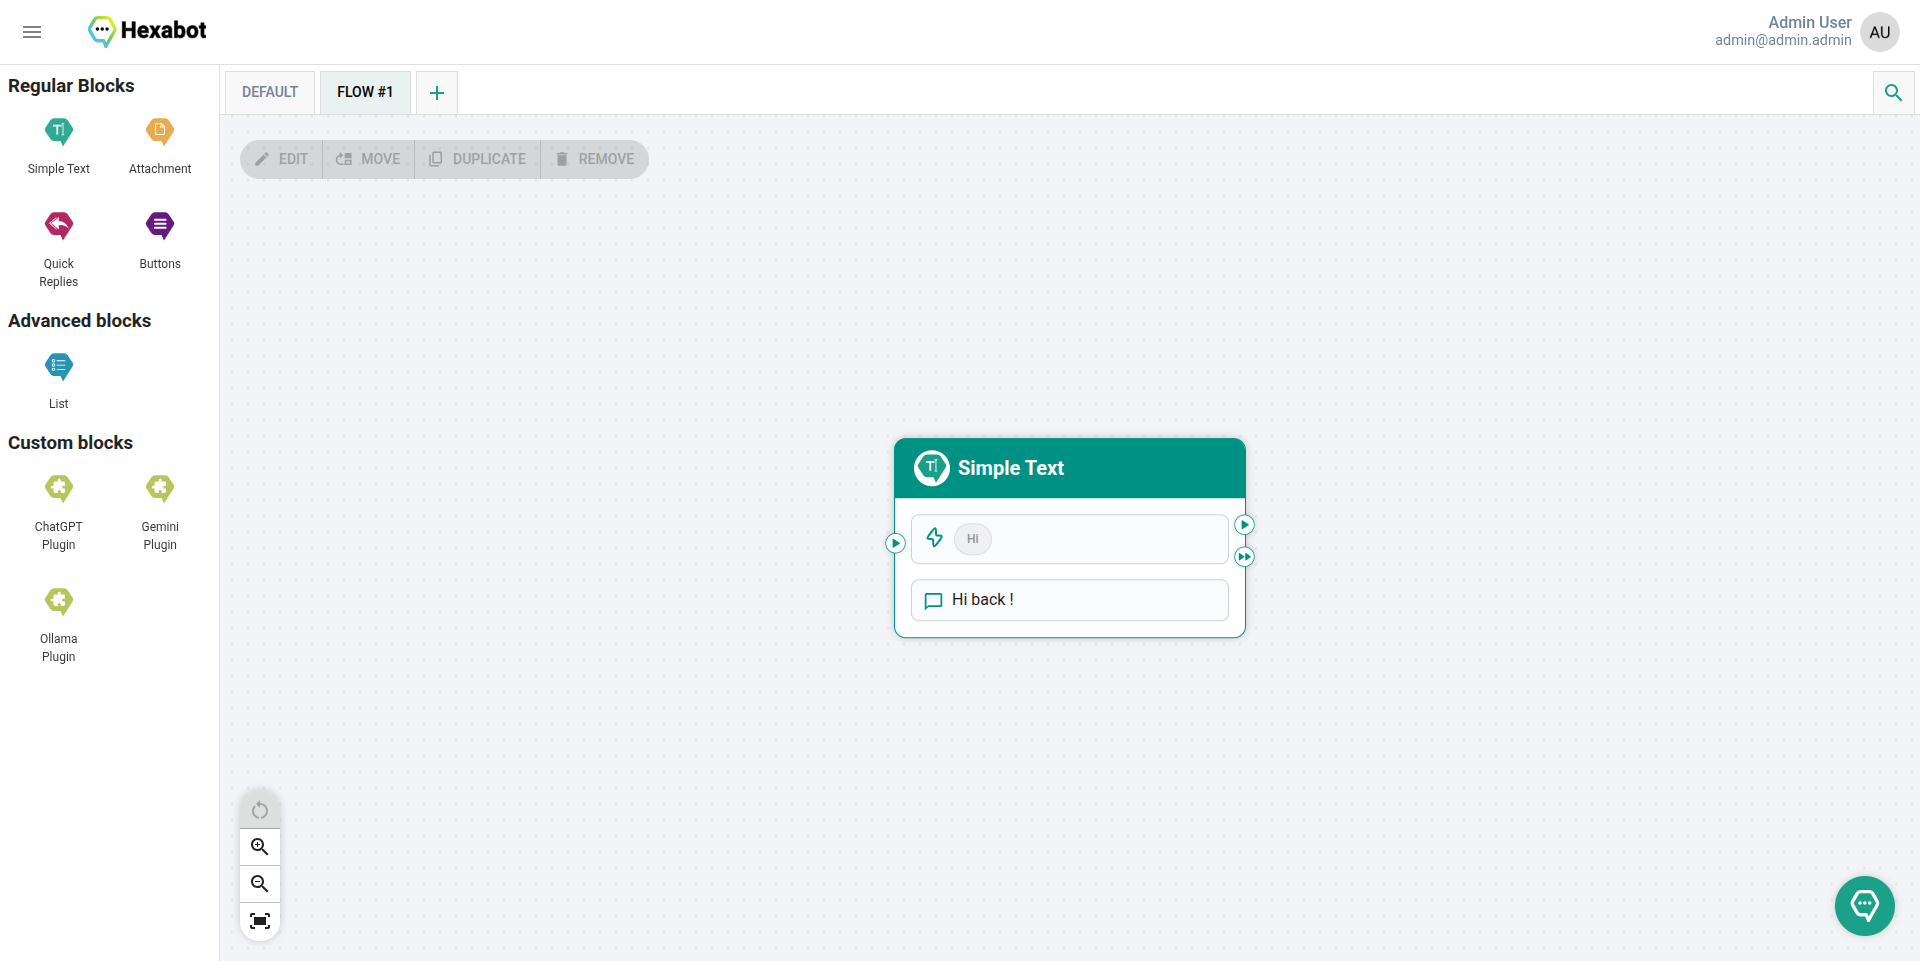 Hexabot
Admin User
admin@admin.admin
AU
Regular Blocks
Simple Text
Attachment
Quick
Replies
Buttons
Advanced blocks
List
Custom blocks
ChatGPT
Plugin
Gemini
Plugin
Ollama
Plugin
DEFAULT
FLOW #1
EDIT
MOVE
DUPLICATE
REMOVE
Simple Text
Hi
Hi back !